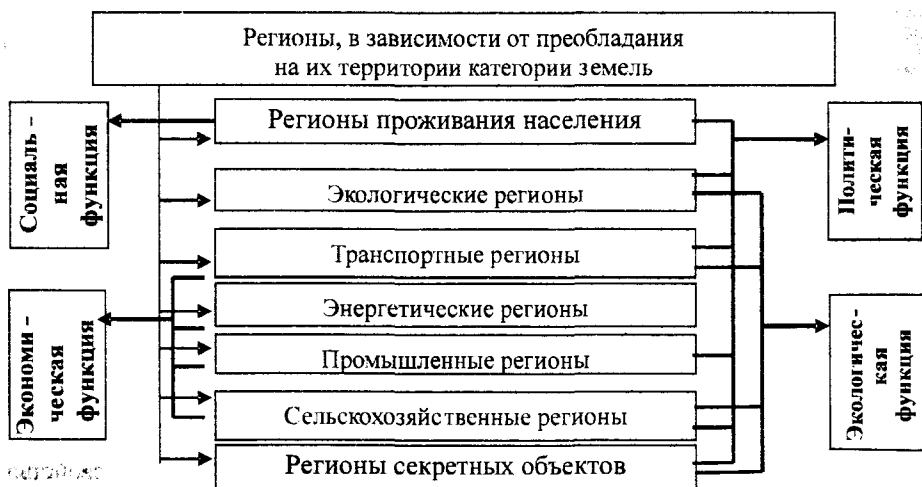 Регионы, в зависимости от преобладания
на их территории категории земель
Социаль –
ная
функция
Экономи –
ческая
функция
Регионы проживания населения
Экологические регионы
Транспортные регионы
Энергетические регионы
Промышленные регионы
Сельскохозяйственные регионы
Регионы секретных объектов
Полити-
ческая
функция
Экологичес-
кая
функция